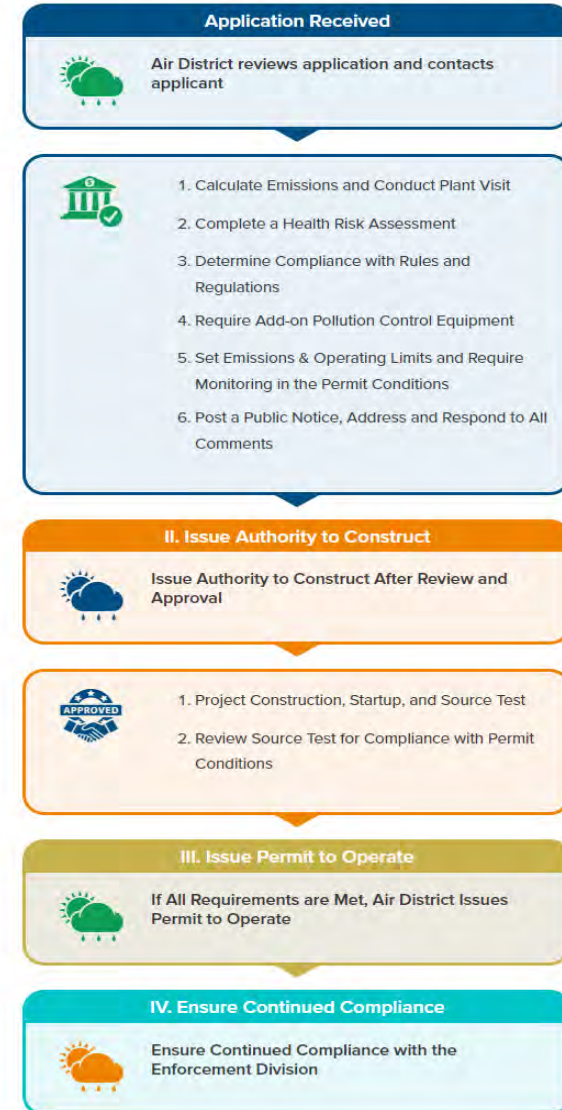 Application Received
Air District reviews application and contacts
applicant
1. Calculate Emissions and Conduct Plant Visit
2. Complete a Health Risk Assessment
3. Determine Compliance with Rules and
Regulations
4. Require Add-on Pollution Control Equipment
5. Set Emissions & Operating Limits and Require
Monitoring in the Permit Conditions
6. Post a Public Notice, Address and Respond to All
Comments
II. Issue Authority to Construct
Issue Authority to Construct After Review and
Approval
APPROVED
1. Project Construction, Startup, and Source Test
2. Review Source Test for Compliance with Permit
Conditions
III. Issue Permit to Operate
If All Requirements are Met, Air District Issues
Permit to Operate
IV. Ensure Continued Compliance
Ensure Continued Compliance with the
Enforcement Division